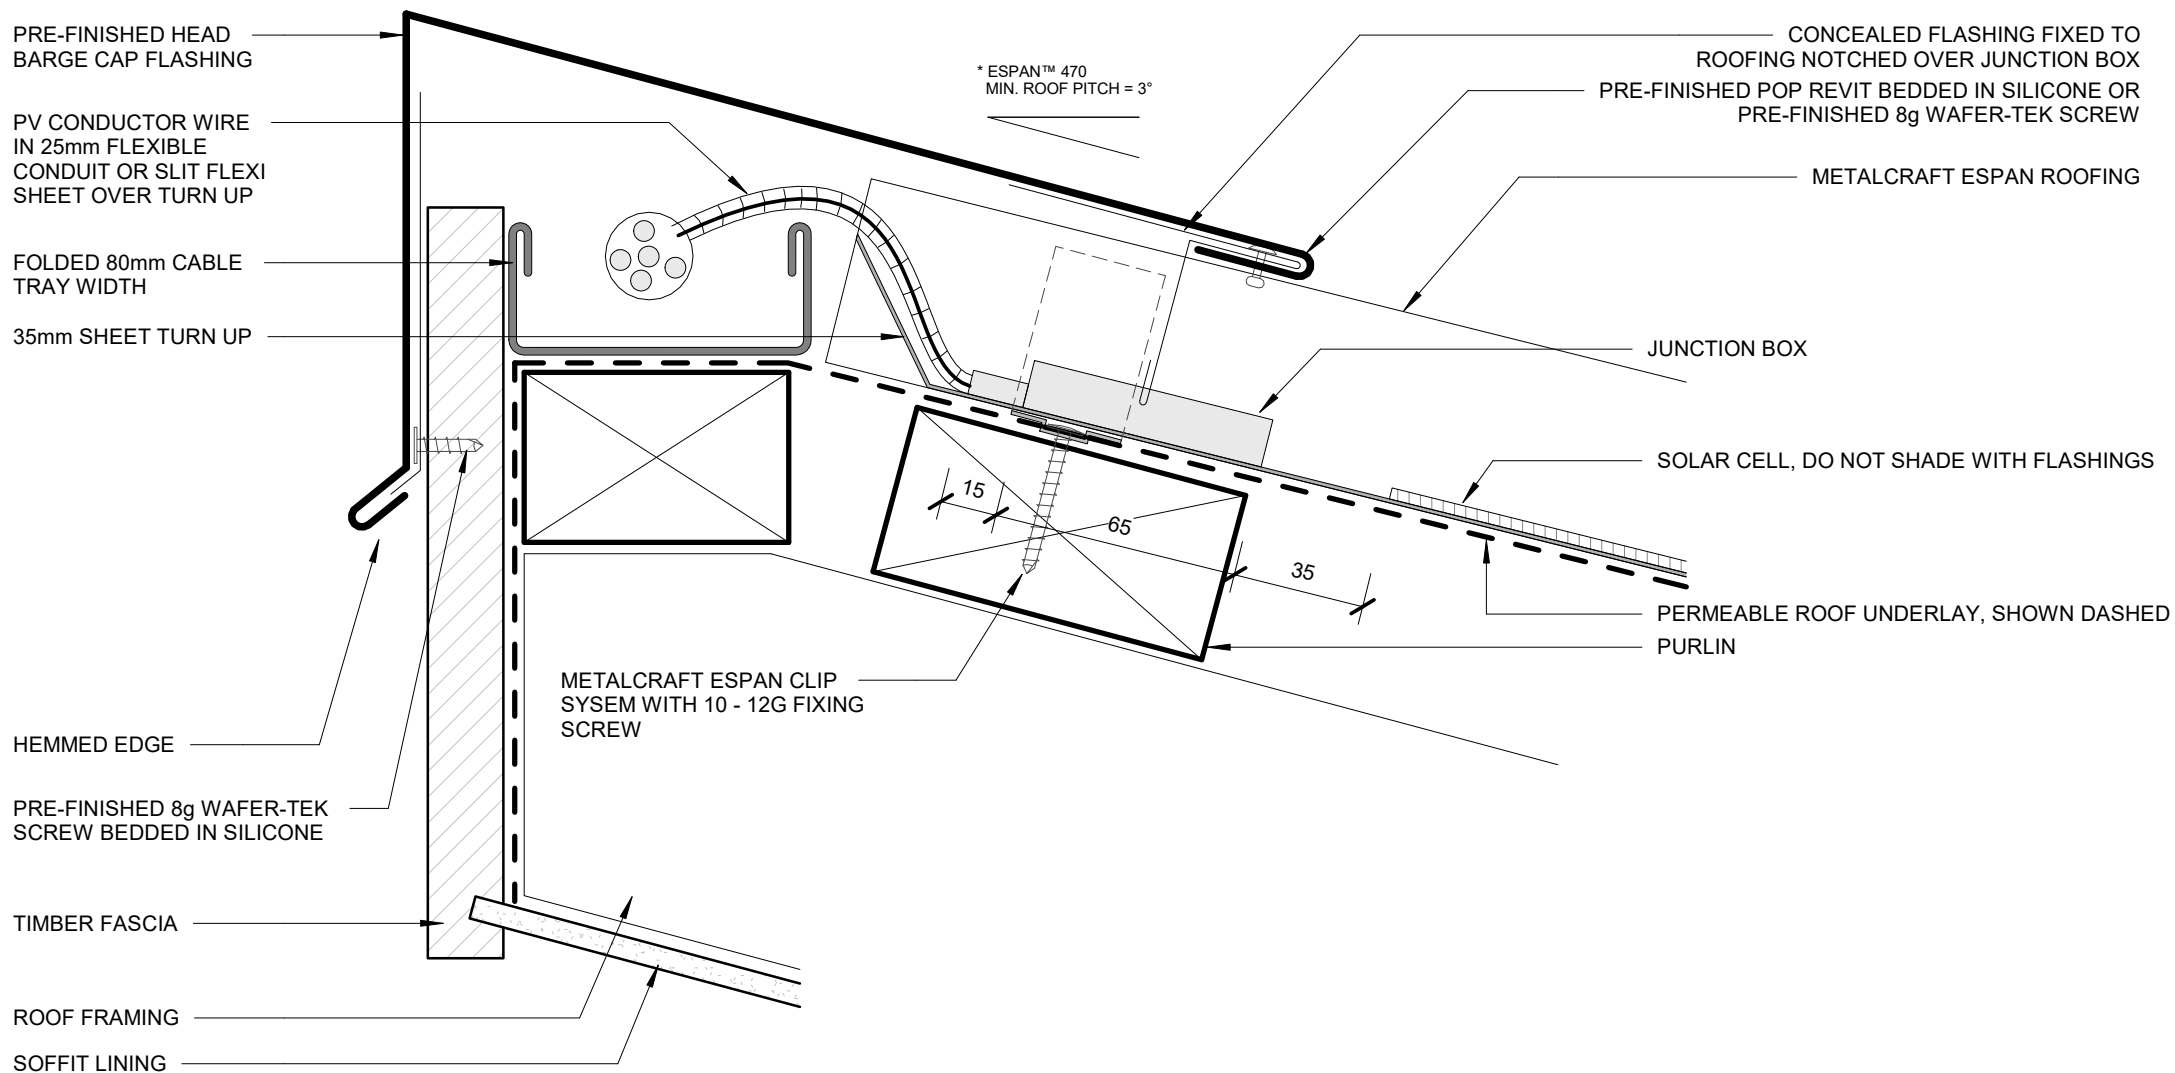 PRE-FINISHED HEAD
BARGE CAP FLASHING
PV CONDUCTOR WIRE
IN 25mm FLEXIBLE
CONDUIT OR SLIT FLEXI
SHEET OVER TURN UP
FOLDED 80mm CABLE
TRAY WIDTH
35mm SHEET TURN UP
HEMMED EDGE
PRE-FINISHED 8g WAFER-TEK
SCREW BEDDED IN SILICONE
TIMBER FASCIA
ROOF FRAMING
SOFFIT LINING
* ESPAN™ 470
MIN. ROOF PITCH = 3°
15
65
35
METALCRAFT ESPAN CLIP
SYSEM WITH 10 - 12G FIXING
SCREW
CONCEALED FLASHING FIXED TO
ROOFING NOTCHED OVER JUNCTION BOX
PRE-FINISHED POP REVIT BEDDED IN SILICONE OR
PRE-FINISHED 8g WAFER-TEK SCREW
METALCRAFT ESPAN ROOFING
JUNCTION BOX
SOLAR CELL, DO NOT SHADE WITH FLASHINGS
PERMEABLE ROOF UNDERLAY, SHOWN DASHED
PURLIN